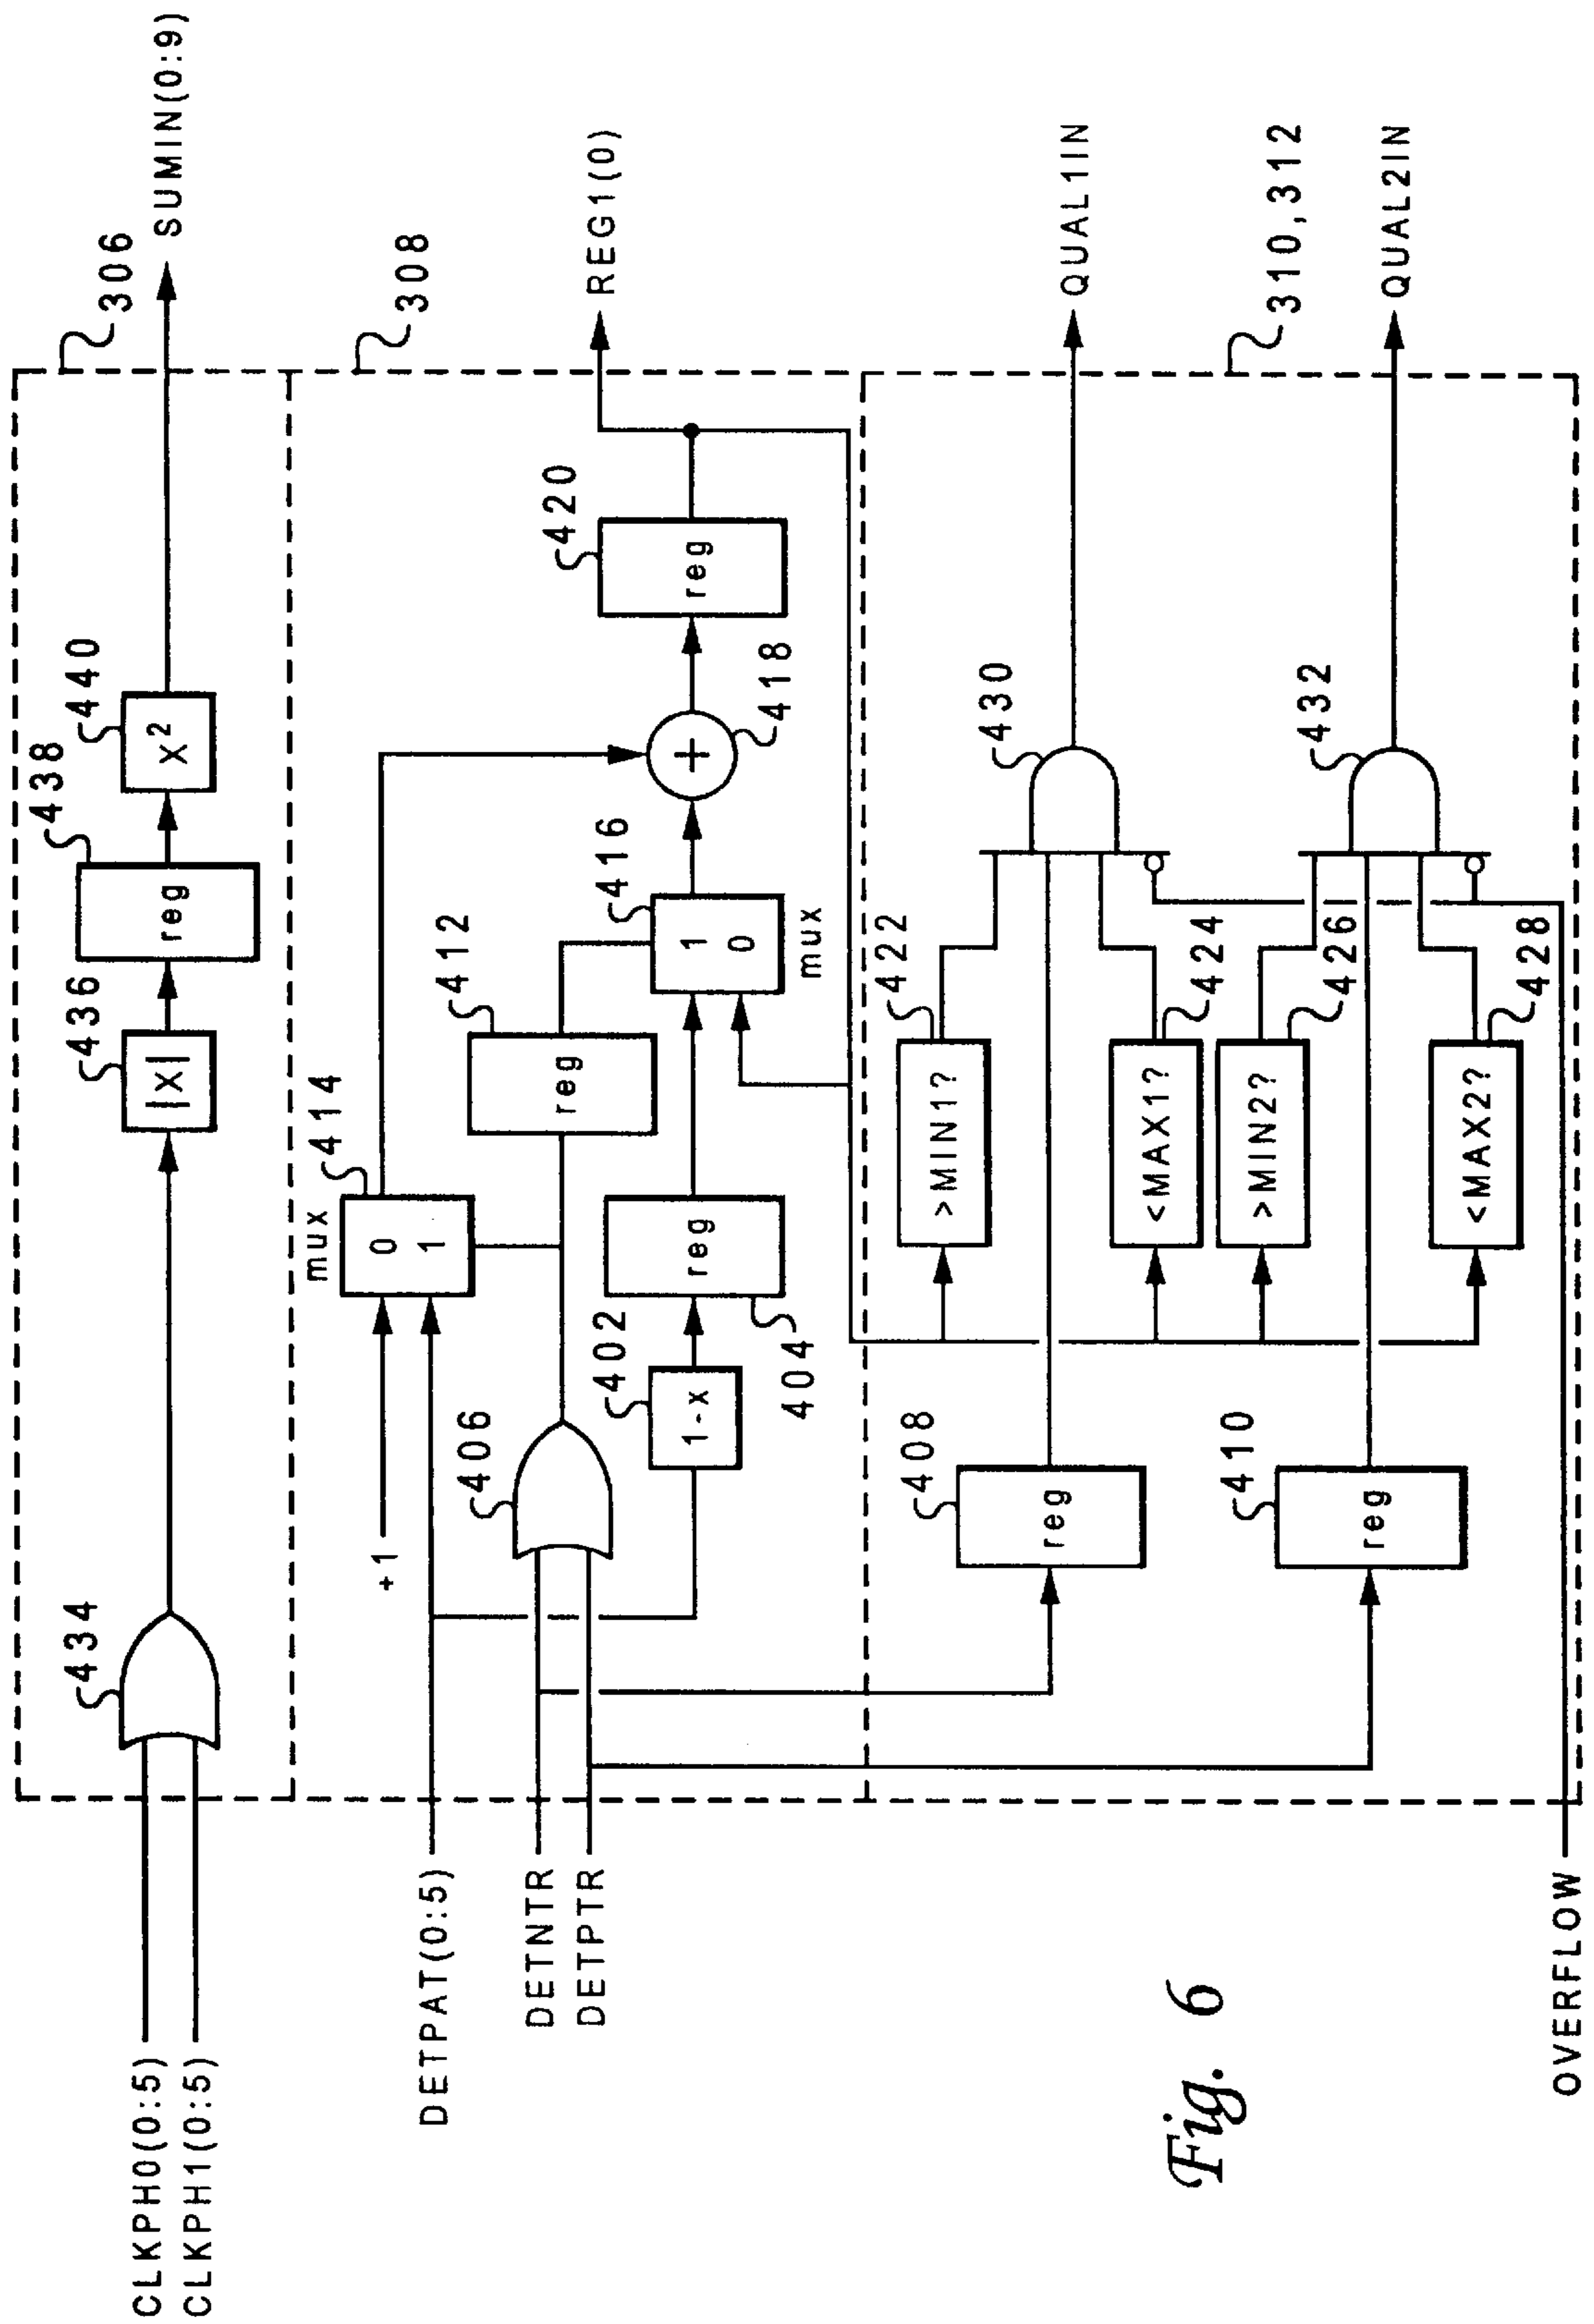 306
SUMIN(0:9)
438
440
436
434
|x|
reg
x²
CLKPH0(0:5)
CLKPH1(0:5)
308
mux
414
0
1
+1
412
reg
416
1
0
mux
418
+
420
reg
REG1(0)
406
402
1-x
reg
404
DETPAT(0:5)
DETNTR
DETPTR
408
reg
410
reg
422
>MIN1?
<MAX1?
424
>MIN2?
426
<MAX2?
428
430
432
QUAL1IN
310,312
QUAL2IN
OVERFLOW
Fig. 6